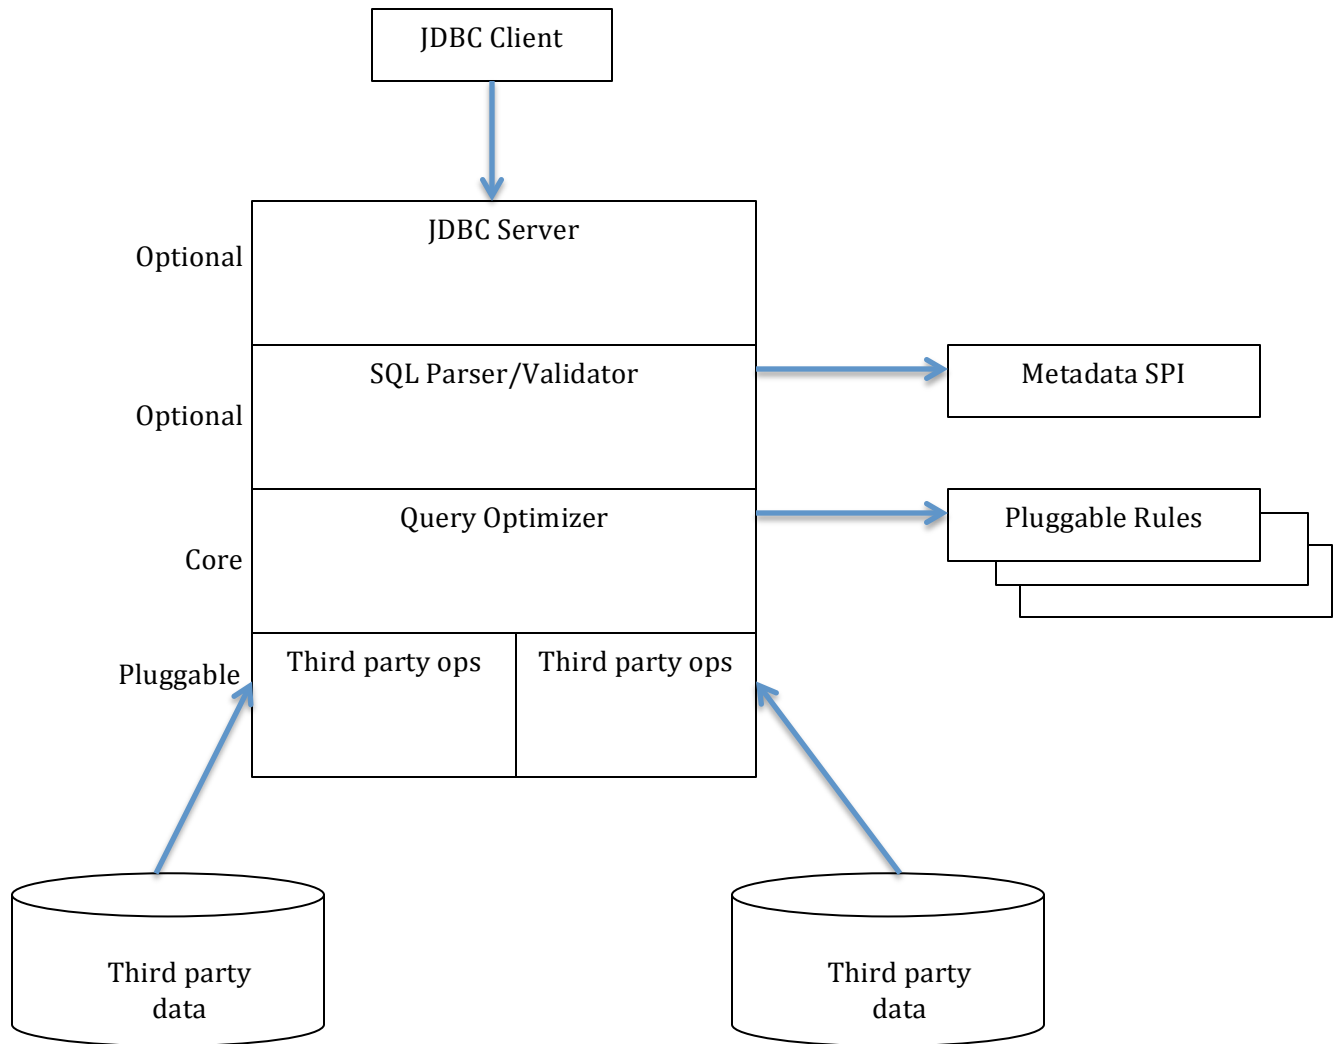 JDBC Client
JDBC Server
Optional
SQL Parser/Validator
Metadata SPI
Optional
Query Optimizer
Pluggable Rules
Core
Third party ops
Third party ops
Pluggable
Third party
data
Third party
data